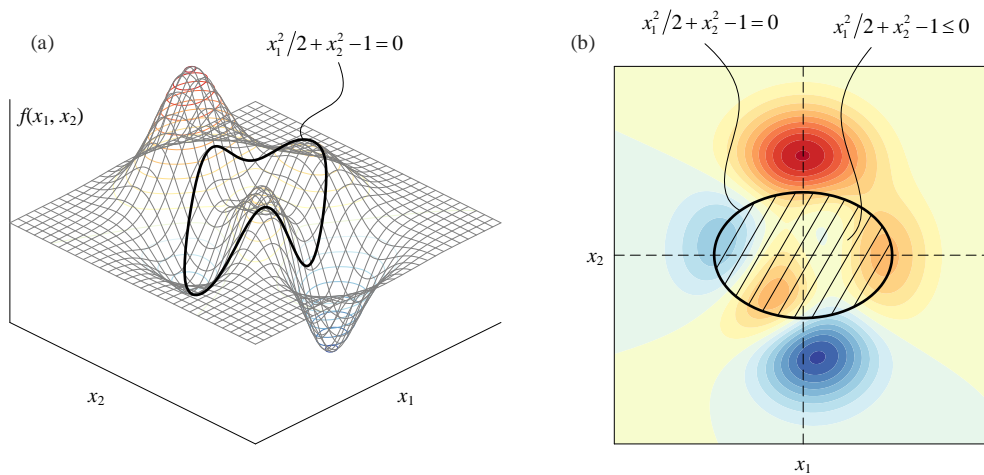 (a)
x₁²/2 + x₂² − 1 = 0
f(x₁, x₂)
x₂
x₁
(b)
x₁²/2 + x₂² − 1 = 0
x₁²/2 + x₂² − 1 ≤ 0
x₂
x₁